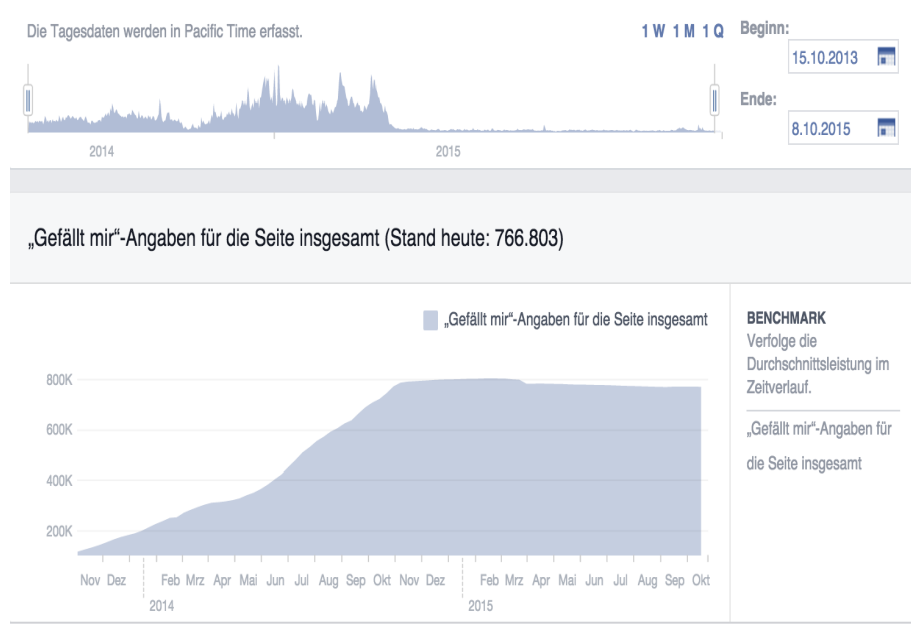 Die Tagesdaten werden in Pacific Time erfasst.
1 W 1 M 1 Q
Beginn:
15.10.2013
Ende:
8.10.2015
2014 2015
„Gefällt mir“-Angaben für die Seite insgesamt (Stand heute: 766.803)
„Gefällt mir“-Angaben für die Seite insgesamt
800K
600K
400K
200K
Nov Dez Feb Mrz Apr Mai Jun Jul Aug Sep Okt Nov Dez Feb Mrz Apr Mai Jun Jul Aug Sep Okt
2014 2015
BENCHMARK
Verfolge die
Durchschnittsleistung im
Zeitverlauf.
„Gefällt mir“-Angaben für
die Seite insgesamt